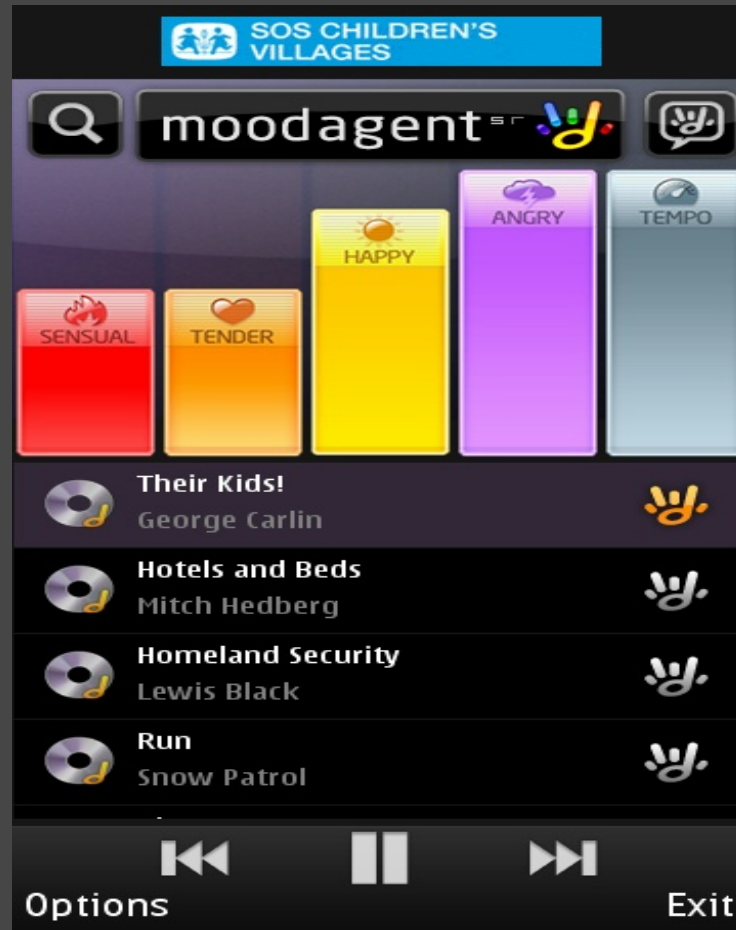 SOS CHILDREN'S
VILLAGES
moodagent
SENSUAL
TENDER
HAPPY
ANGRY
TEMPO
Their Kids!
George Carlin
Hotels and Beds
Mitch Hedberg
Homeland Security
Lewis Black
Run
Snow Patrol
Options
Exit